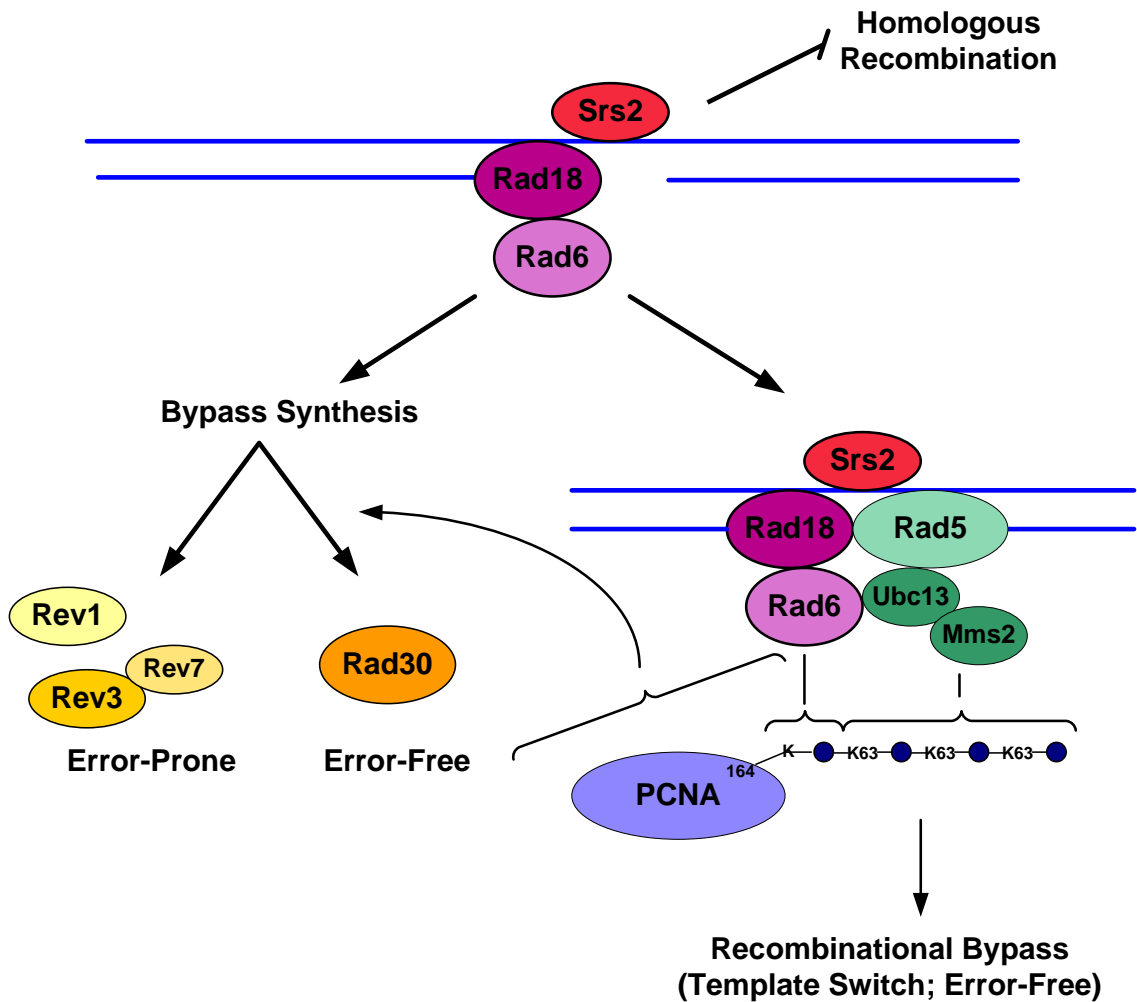 Homologous
Recombination
Srs2
Rad18
Rad6
Bypass Synthesis
Srs2
Rad18
Rad5
Rad6
Ubc13
Mms2
Rev1
Rev7
Rev3
Rad30
Error-Prone
Error-Free
PCNA
164
K
K63
K63
K63
Recombinational Bypass
(Template Switch; Error-Free)